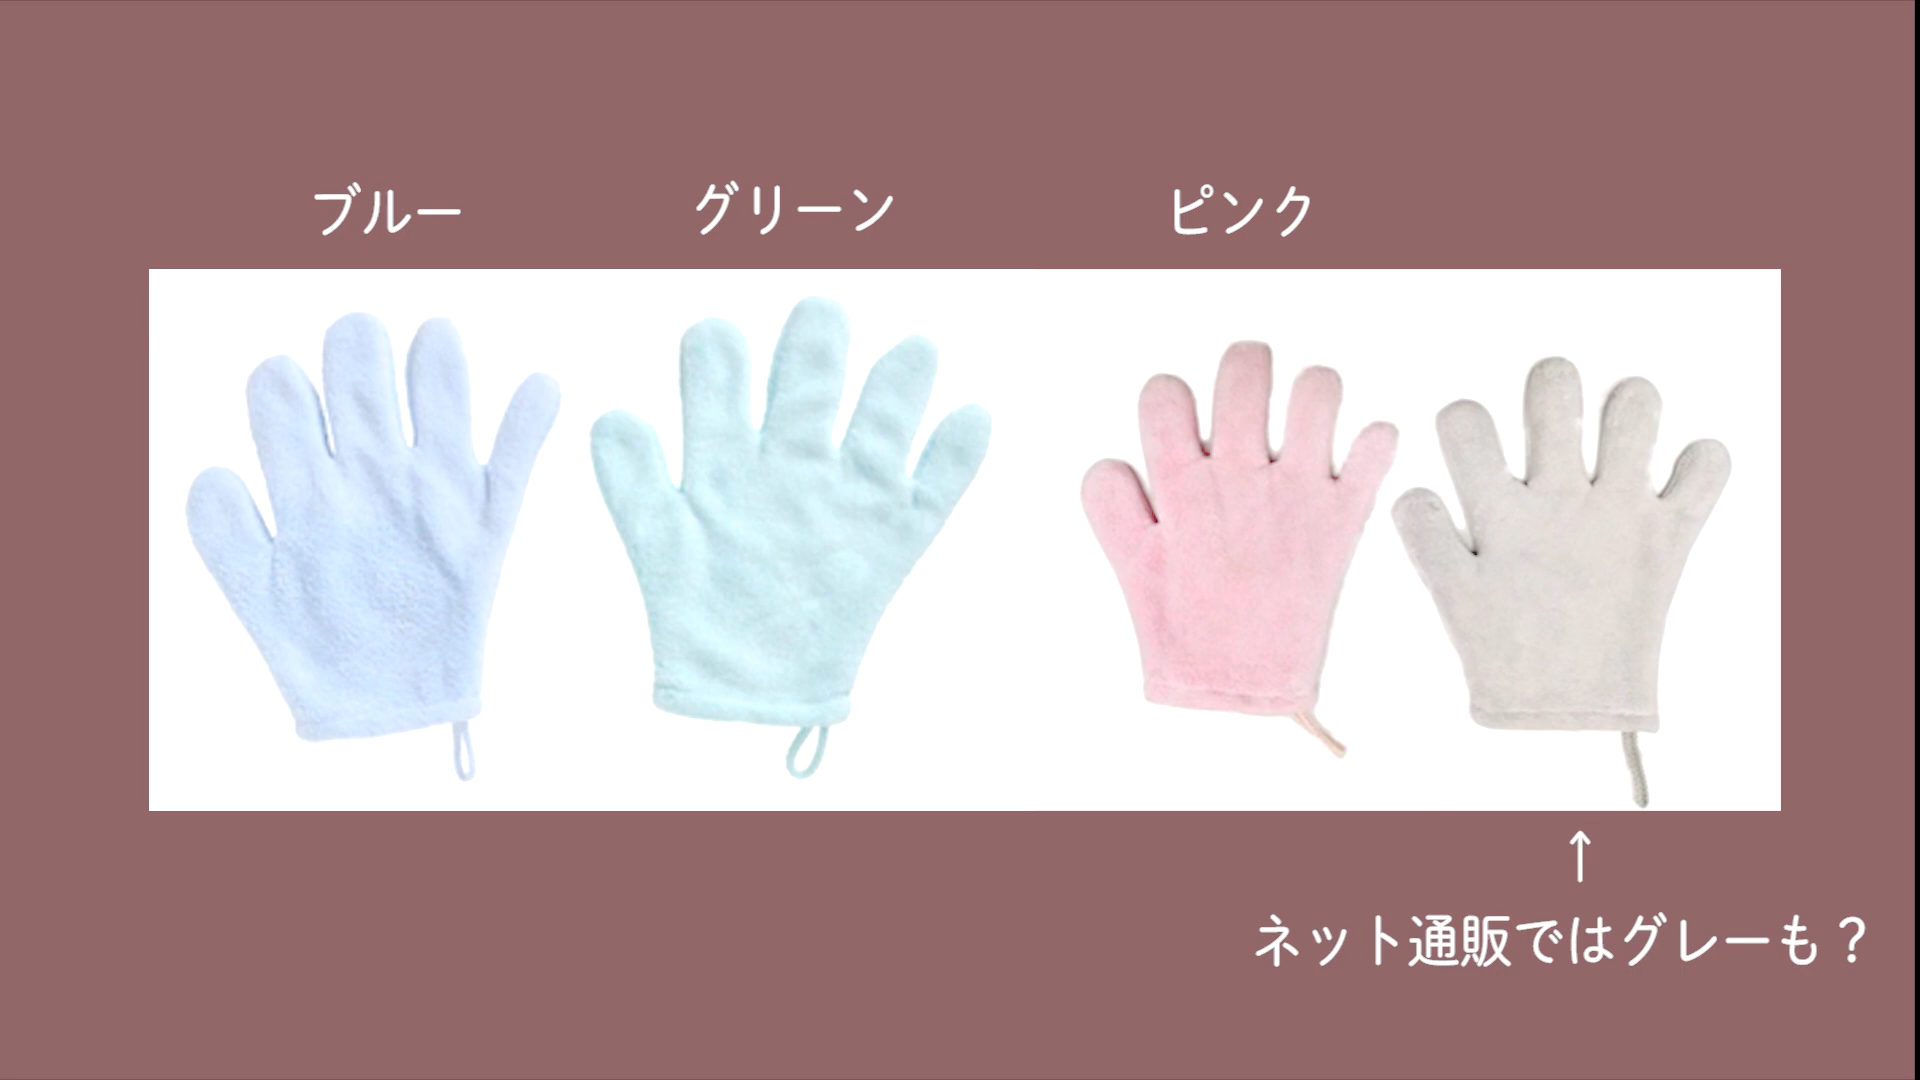 ブルー
グリーン
ピンク
↑
ネット通販ではグレーも？